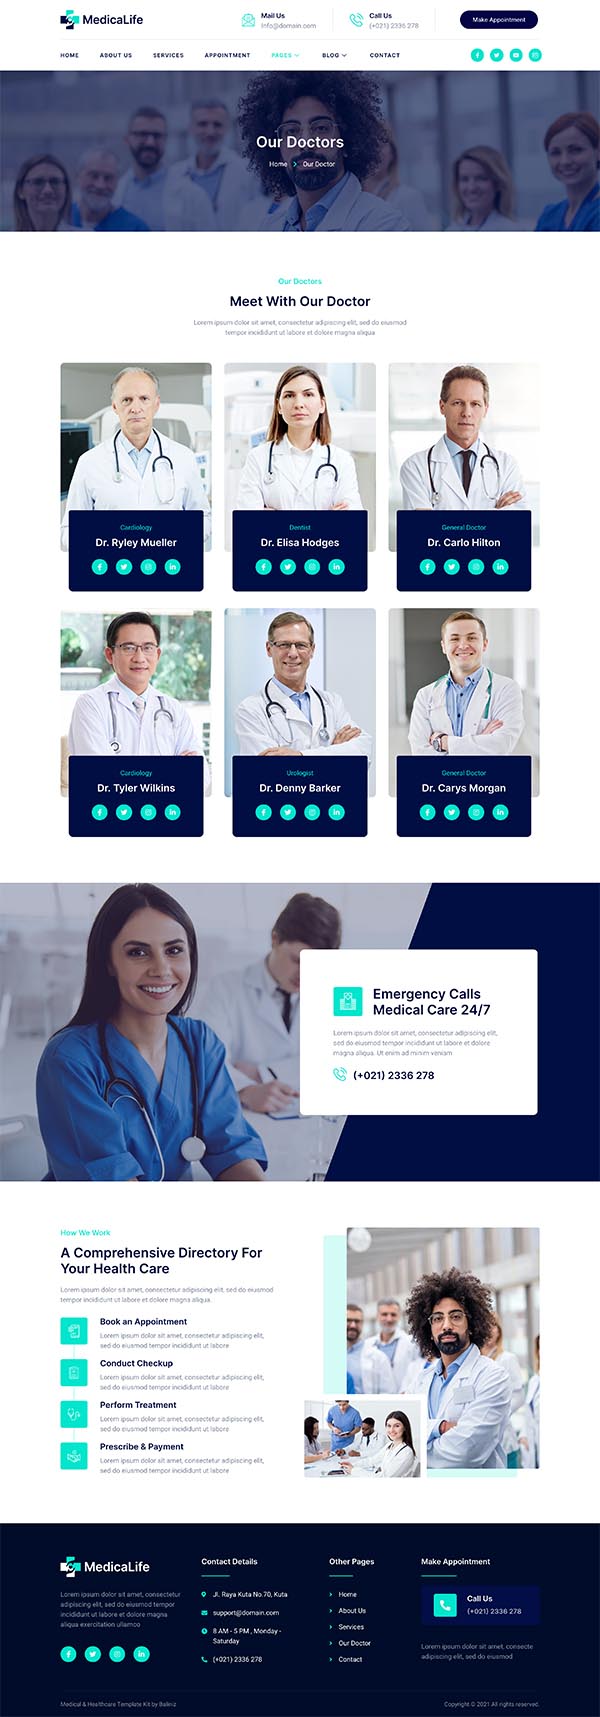 MedicaLife
Mail Us
Info@domain.com
Call Us
(+021) 2336 278
Make Appointment
HOME
ABOUT US
SERVICES
APPOINTMENT
PAGES
BLOG
CONTACT
Our Doctors
Home
Our Doctor
Our Doctors
Meet With Our Doctor
Lorem ipsum dolor sit amet, consectetur adipiscing elit, sed do eiusmod
tempor incididunt ut labore et dolore magna aliqua
Cardiology
Dr. Ryley Mueller
Dentist
Dr. Elisa Hodges
General Doctor
Dr. Carlo Hilton
Cardiology
Dr. Tyler Wilkins
Urologist
Dr. Denny Barker
General Doctor
Dr. Carys Morgan
Emergency Calls
Medical Care 24/7
Lorem ipsum dolor sit amet, consectetur adipiscing elit,
sed do eiusmod tempor incididunt ut labore et dolore
magna aliqua. Ut enim ad minim veniam
(+021) 2336 278
How We Work
A Comprehensive Directory For
Your Health Care
Lorem ipsum dolor sit amet, consectetur adipiscing elit, sed do eiusmod
tempor incididunt ut labore et dolore magna aliqua
Book an Appointment
Lorem ipsum dolor sit amet, consectetur adipiscing elit,
sed do eiusmod tempor incididunt ut labore
Conduct Checkup
Lorem ipsum dolor sit amet, consectetur adipiscing elit,
sed do eiusmod tempor incididunt ut labore
Perform Treatment
Lorem ipsum dolor sit amet, consectetur adipiscing elit,
sed do eiusmod tempor incididunt ut labore
Prescribe & Payment
Lorem ipsum dolor sit amet, consectetur adipiscing elit,
sed do eiusmod tempor incididunt ut labore
MedicaLife
Lorem ipsum dolor sit amet, consectetur
adipiscing elit, sed do eiusmod tempor
incididunt ut labore et dolore magna
aliqua exercitation ullamco
Contact Details
Jl. Raya Kuta No.70, Kuta
support@domain.com
8 AM - 5 PM , Monday -
Saturday
(+021) 2336 278
Other Pages
Home
About Us
Services
Our Doctor
Contact
Make Appointment
Call Us
(+021) 2336 278
Lorem ipsum dolor sit amet, consecte
adipiscing elit, sed do eiusmod
Medical & Healthcare Template Kit by Baliniz
Copyright © 2021 All rights reserved.